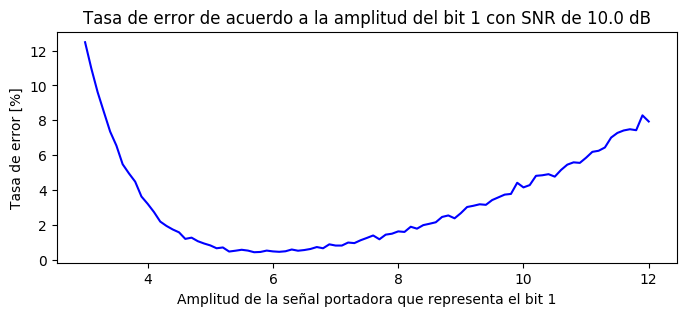 Tasa de error de acuerdo a la amplitud del bit 1 con SNR de 10.0 dB
Tasa de error [%]
12
10
8
6
4
2
0
4 6 8 10 12
Amplitud de la señal portadora que representa el bit 1